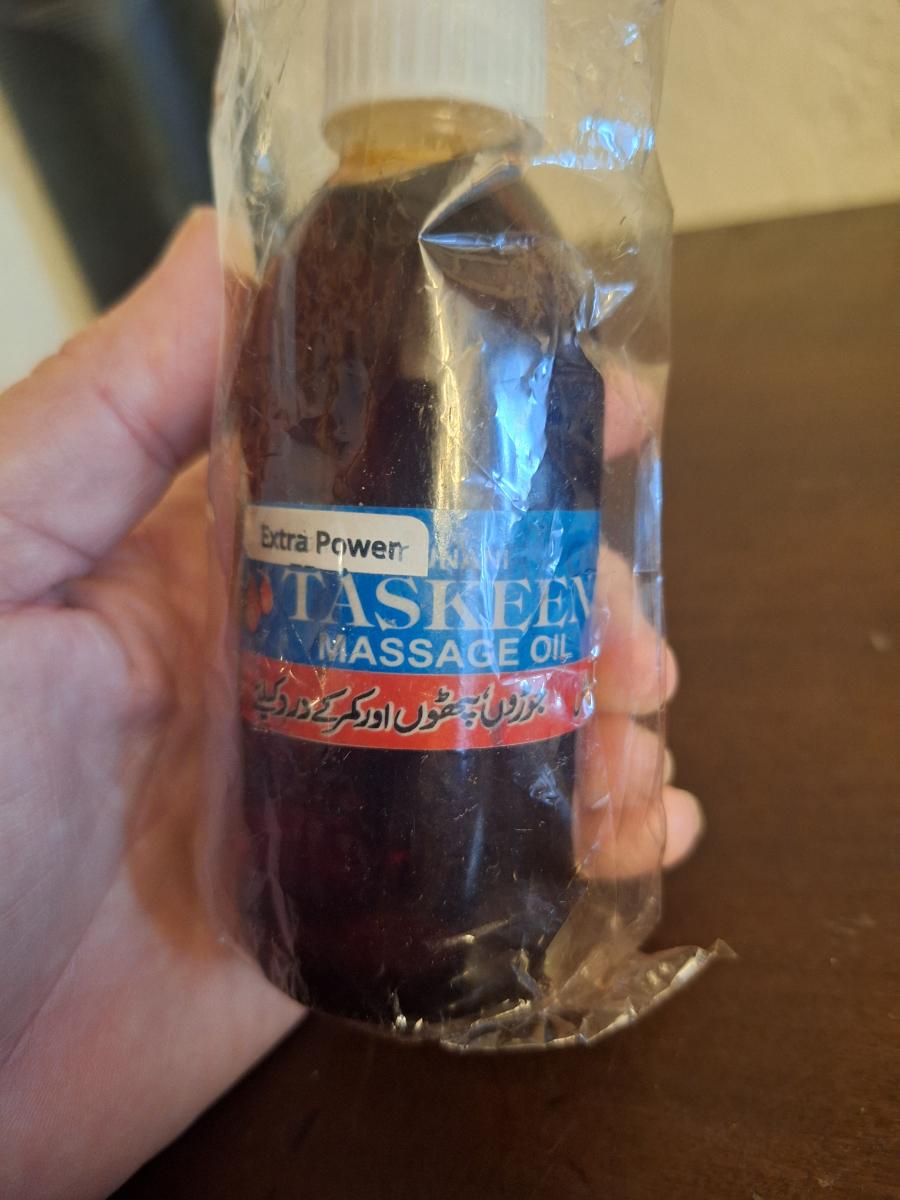 Extra Power
TASKEEN
MASSAGE OIL
جوڑوں، پٹھوں اور کمر کے درد کیلئے